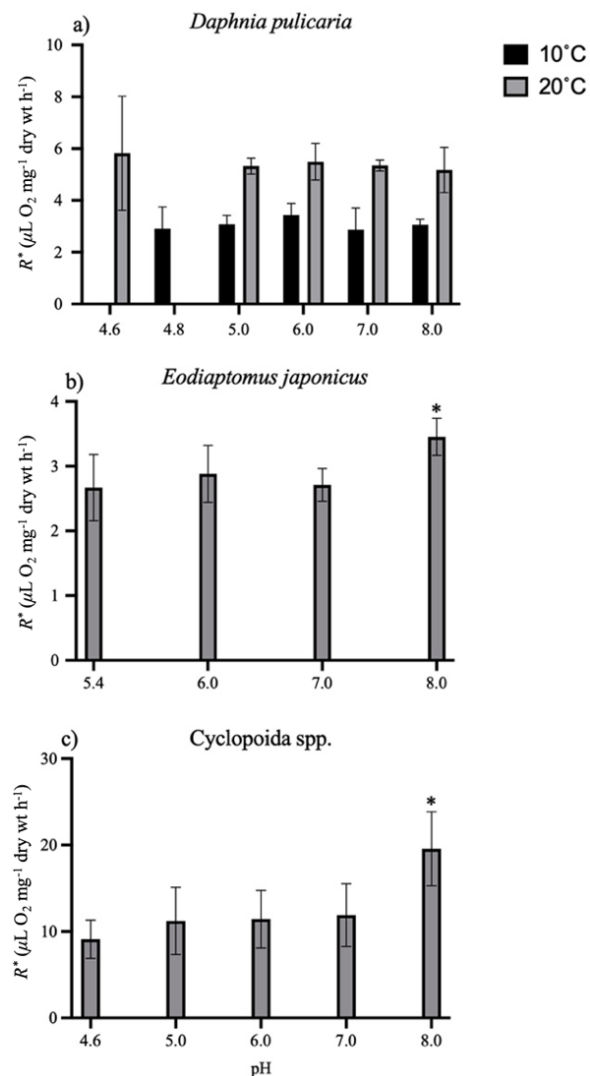 a) Daphnia pulicaria
10˚C
20˚C
R* (μL O₂ mg⁻¹ dry wt h⁻¹)
10
8
6
4
2
0
4.6 4.8 5.0 6.0 7.0 8.0
b) Eodiaptomus japonicus
R* (μL O₂ mg⁻¹ dry wt h⁻¹)
4
3
2
1
0
*
5.4 6.0 7.0 8.0
c) Cyclopoida spp.
R* (μL O₂ mg⁻¹ dry wt h⁻¹)
30
20
10
0
*
4.6 5.0 6.0 7.0 8.0
pH